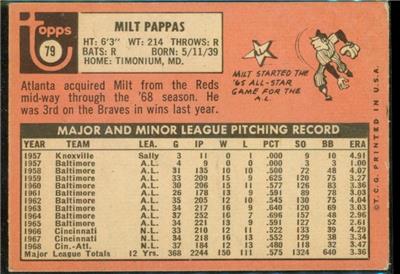 topps
79
MILT PAPPAS
HT: 6'3" WT: 214 THROWS: R
BATS: R BORN: 5/11/39
HOME: TIMONIUM, MD.
Atlanta acquired Milt from the Reds
mid-way through the '68 season. He
was 3rd on the Braves in wins last year.
MILT STARTED THE
'65 ALL-STAR
GAME FOR THE
A.L.
MAJOR AND MINOR LEAGUE PITCHING RECORD
YEAR TEAM LEA. G IP W L PCT. SO BB ERA
1957 Knoxville Sally 3 11 0 1 .000 9 10 4.91
1957 Baltimore A.L. 4 9 0 0 .000 3 3 1.00
1958 Baltimore A.L. 31 135 10 10 .500 72 48 4.07
1959 Baltimore A.L. 33 209 15 9 .625 120 75 3.27
1960 Baltimore A.L. 30 206 15 11 .577 126 83 3.37
1961 Baltimore A.L. 26 178 13 9 .591 89 78 3.03
1962 Baltimore A.L. 35 205 12 10 .545 130 75 4.04
1963 Baltimore A.L. 34 217 16 9 .640 120 69 3.03
1964 Baltimore A.L. 37 252 16 7 .696 157 48 2.96
1965 Baltimore A.L. 34 221 13 9 .591 127 52 2.61
1966 Cincinnati N.L. 33 210 12 11 .522 133 39 4.29
1967 Cincinnati N.L. 34 218 16 13 .552 129 38 3.34
1968 Cin.-Atl. N.L. 37 184 12 13 .480 118
Major League Totals 12 Yrs. 368 2244 150 111 .575 3.36
© T.C.G. PRINTED IN U.S.A.